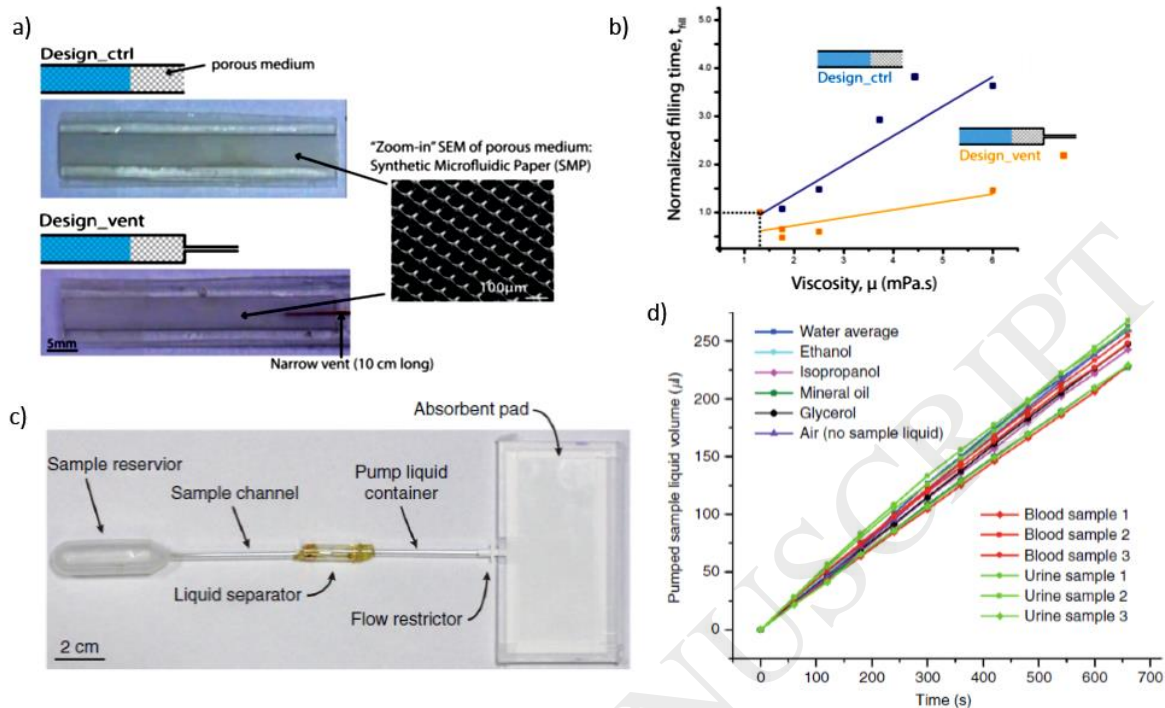 a)
Design_ctrl
porous medium
"Zoom-in" SEM of porous medium:
Synthetic Microfluidic Paper (SMP)
100µm
Design_vent
5mm
Narrow vent (10 cm long)
b)
Normalized filling time, t_fill
5.0
4.0
3.0
2.0
1.0
Design_ctrl
Design_vent
1
2
3
4
5
6
Viscosity, µ (mPa.s)
c)
Absorbent pad
Sample reservior
Pump liquid
container
Sample channel
Liquid separator
Flow restrictor
2 cm
d)
Pumped sample liquid volume (µl)
250
200
150
100
50
0
Water average
Ethanol
Isopropanol
Mineral oil
Glycerol
Air (no sample liquid)
Blood sample 1
Blood sample 2
Blood sample 3
Urine sample 1
Urine sample 2
Urine sample 3
0
100
200
300
400
500
600
700
Time (s)
NUSCRIPT